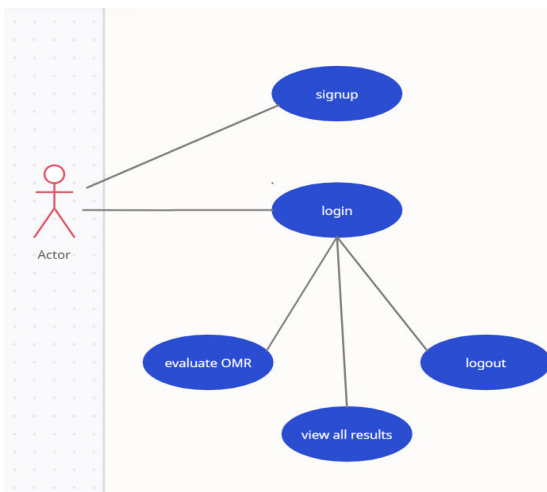 signup
login
Actor
evaluate OMR
logout
view all results